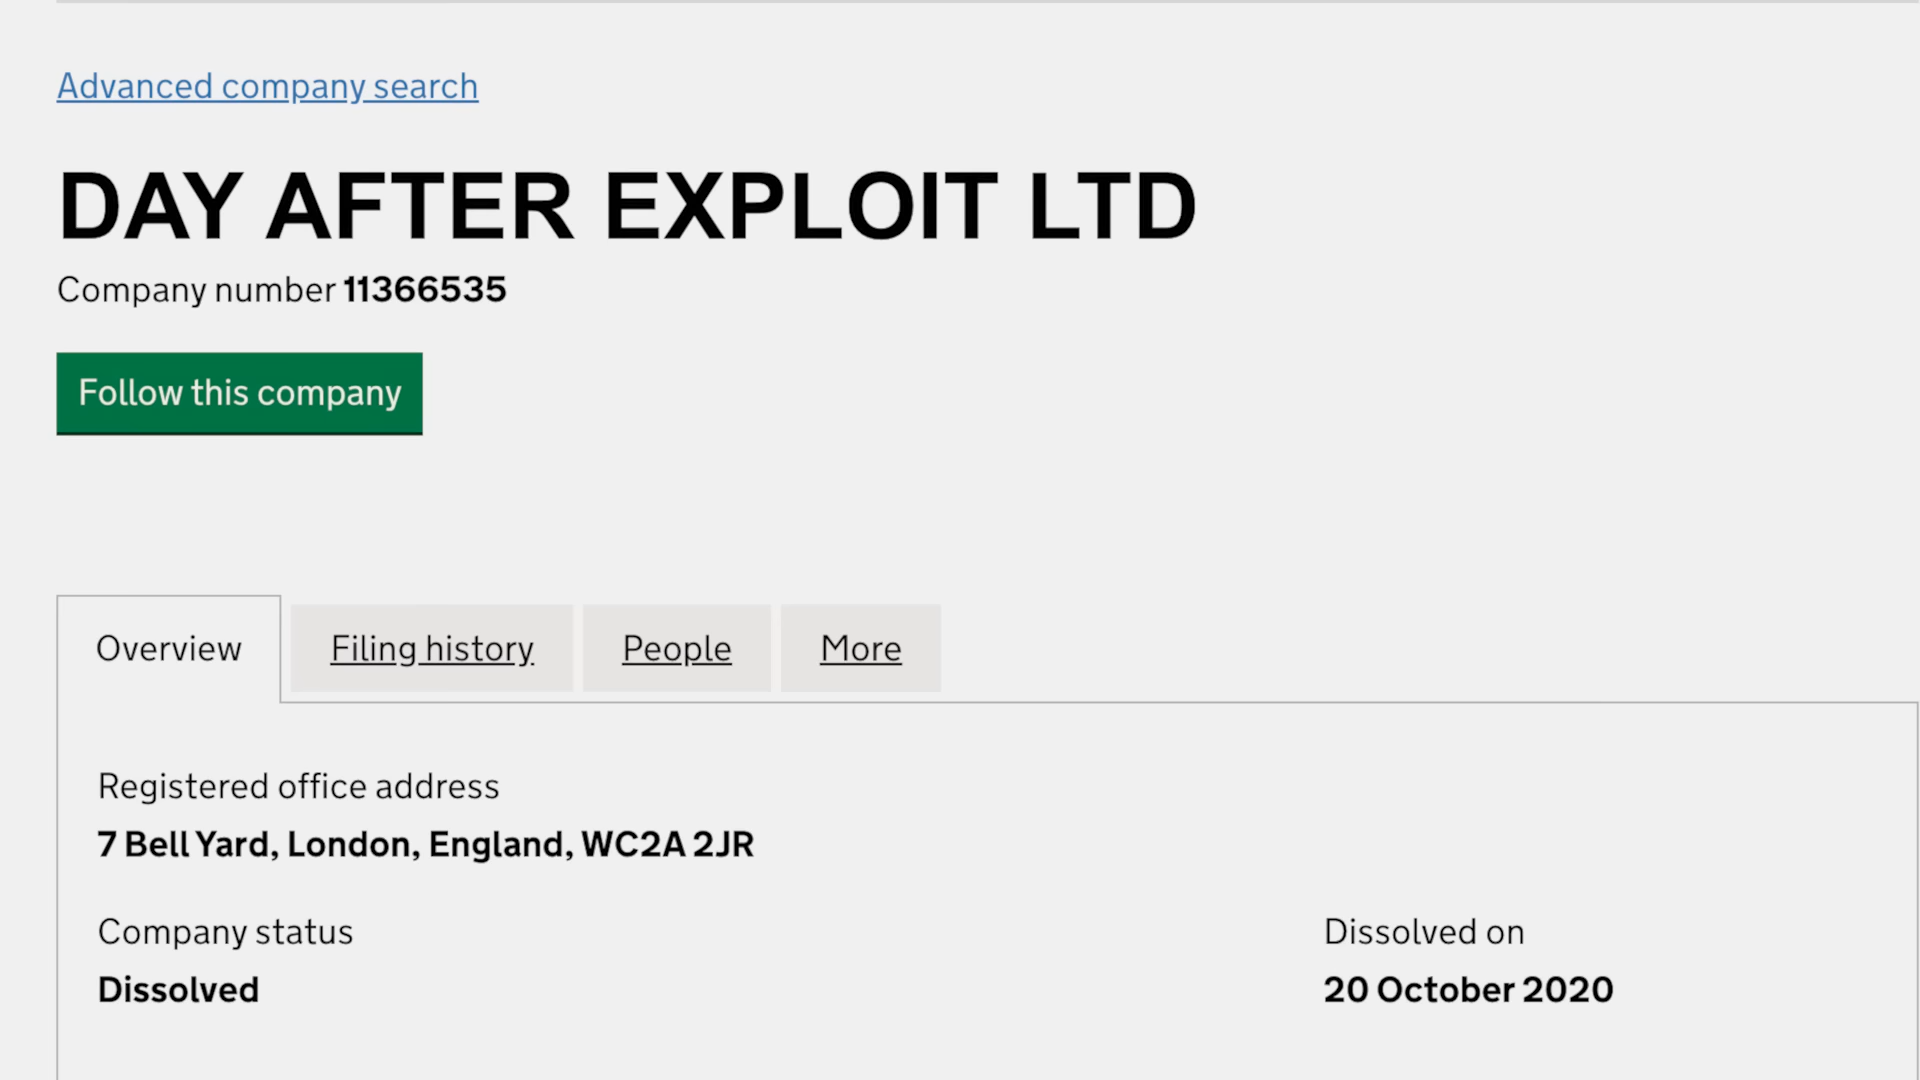 Advanced company search
DAY AFTER EXPLOIT LTD
Company number 11366535
Follow this company
Overview Filing history People More
Registered office address
7 Bell Yard, London, England, WC2A 2JR
Company status Dissolved on
Dissolved 20 October 2020